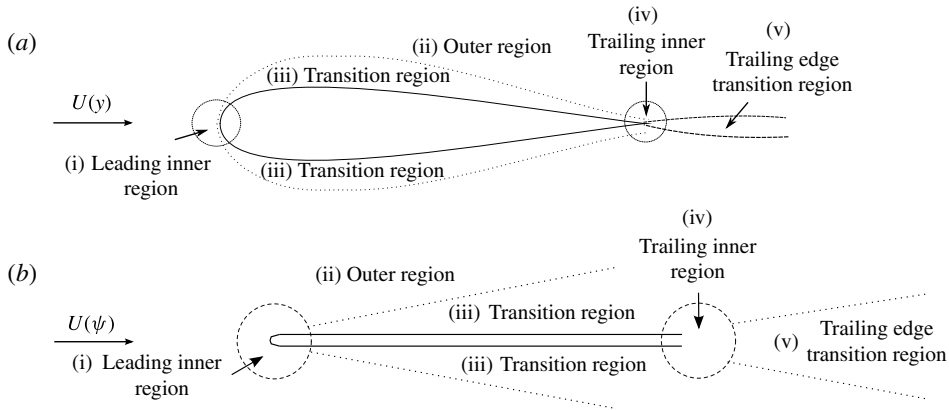 (a)
(iv)
(v)
(ii) Outer region
Trailing inner
region
Trailing edge
transition region
(iii) Transition region
U(y)
(i) Leading inner
region
(iii) Transition region
(b)
(iv)
Trailing inner
region
(ii) Outer region
U(ψ)
(iii) Transition region
(i) Leading inner
region
(iii) Transition region
(v)
Trailing edge
transition region